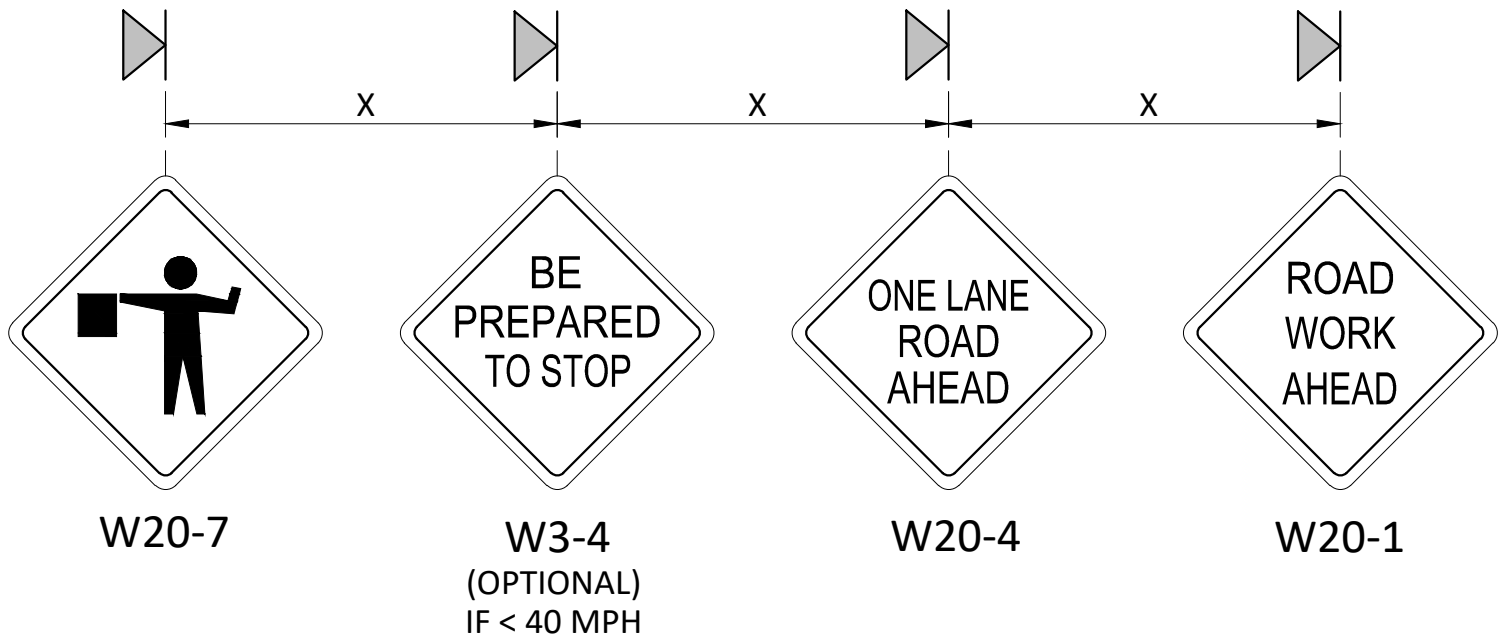 X X X
BE
PREPARED
TO STOP
ONE LANE
ROAD
AHEAD
ROAD
WORK
AHEAD
W20-7
W3-4
(OPTIONAL)
IF < 40 MPH
W20-4
W20-1